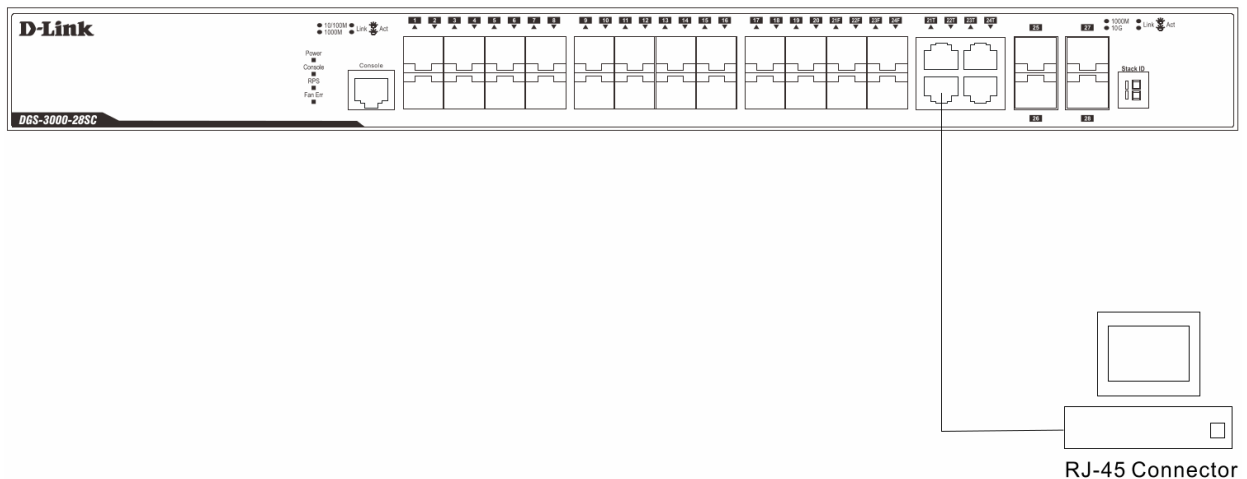 D-Link
10/100M
1000M
Link
Act
Power
Console
RPS
Fan Err
Console
1 2 3 4 5 6 7 8
9 10 11 12 13 14 15 16
17 18 19 20 21F 22F 23F 24F
21T 22T 23T 24T
25
27
1000M
10G
Link
Act
Stack ID
26
28
DGS-3000-28SC
RJ-45 Connector